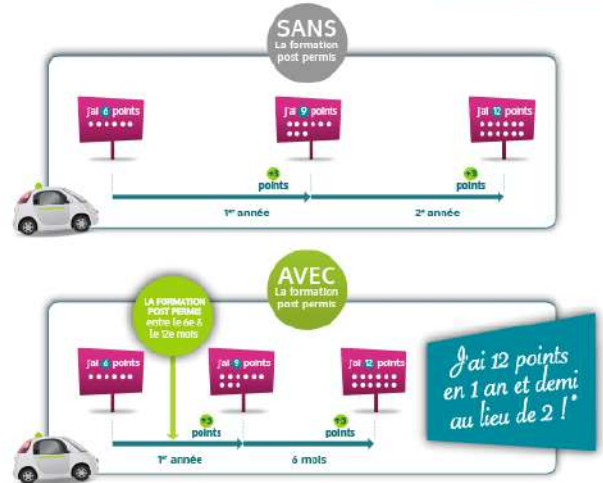 SANS
La formation
post permis
J'ai 6 points
J'ai 9 points
J'ai 12 points
+3
points
+3
points
1re année
2e année
AVEC
La formation
post permis
LA FORMATION
POST PERMIS
entre le 6e &
le 12e mois
J'ai 6 points
J'ai 9 points
J'ai 12 points
+3
points
+3
points
1re année
6 mois
J'ai 12 points
en 1 an et demi
au lieu de 2 !*